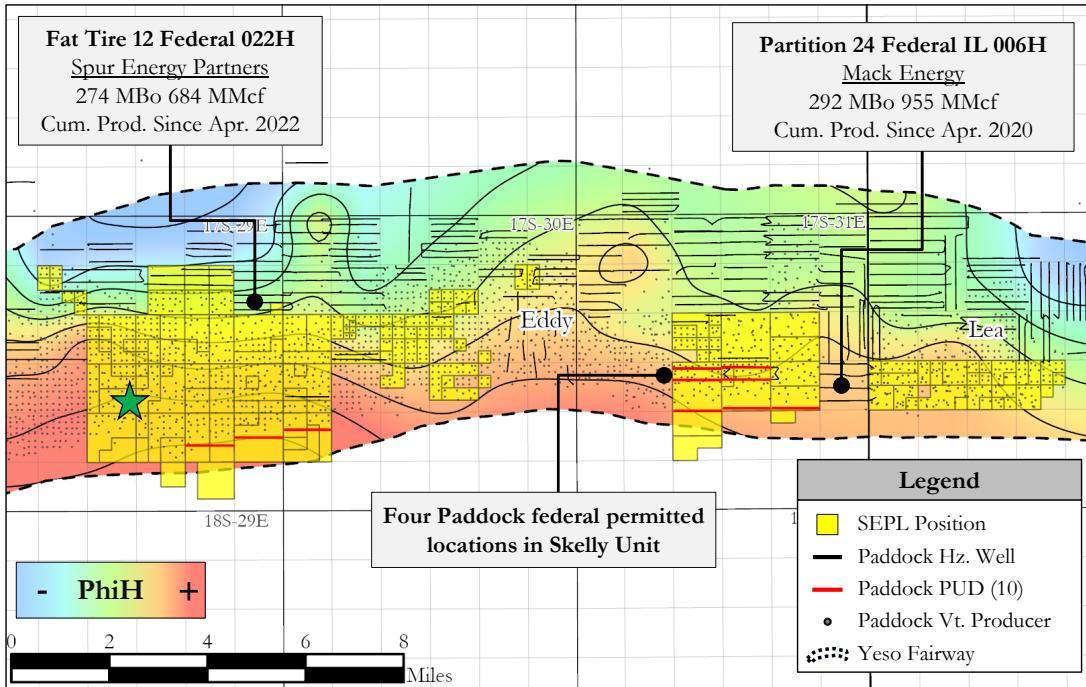 Fat Tire 12 Federal 022H
Spur Energy Partners
274 MBo 684 MMcf
Cum. Prod. Since Apr. 2022
Partition 24 Federal IL 006H
Mack Energy
292 MBo 955 MMcf
Cum. Prod. Since Apr. 2020
17S-29E
17S-30E
17S-31E
Eddy
Lea
Four Paddock federal permitted
locations in Skelly Unit
18S-29E
1
- PhiH +
0 2 4 6 8
Miles
Legend
SEPL Position
Paddock Hz. Well
Paddock PUD (10)
Paddock Vt. Producer
Yeso Fairway